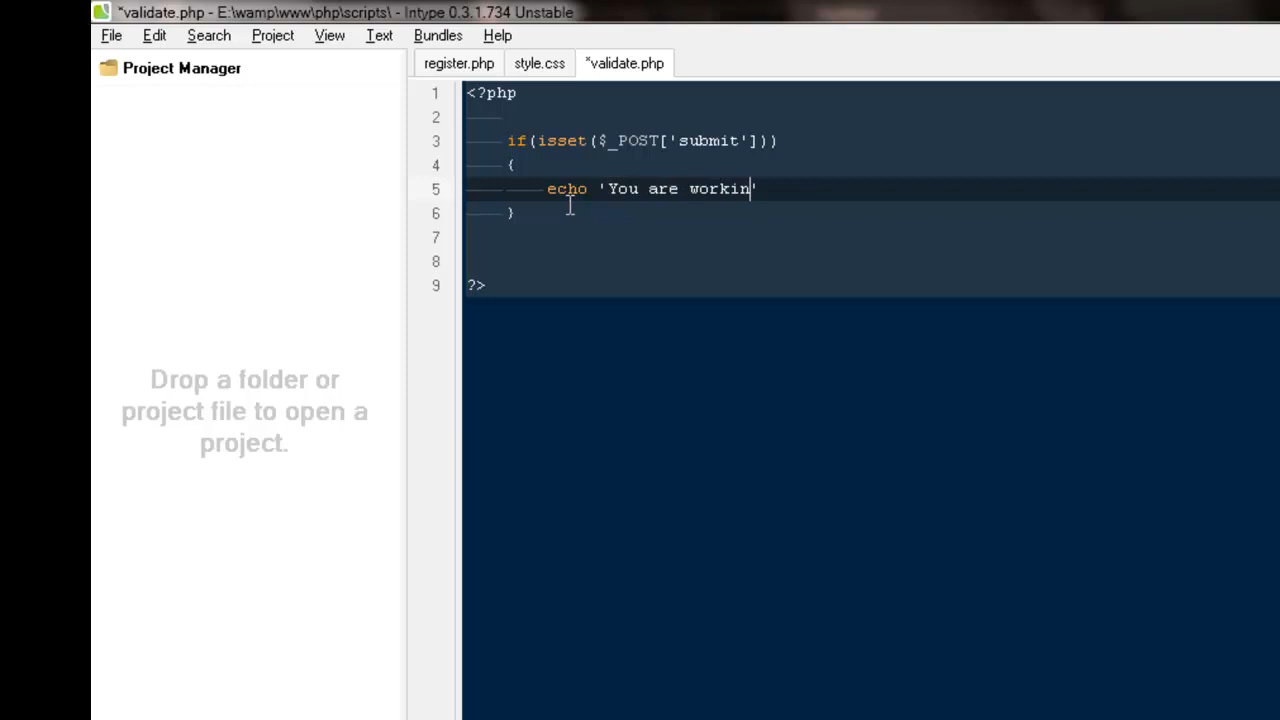 *validate.php - E:\wamp\www\php\scripts\ - Intype 0.3.1.734 Unstable
File Edit Search Project View Text Bundles Help
Project Manager
register.php style.css *validate.php
1 <?php
2
3 if(isset($_POST['submit']))
4 {
5 echo 'You are workin'
6 }
7
8
9 ?>
Drop a folder or
project file to open a
project.